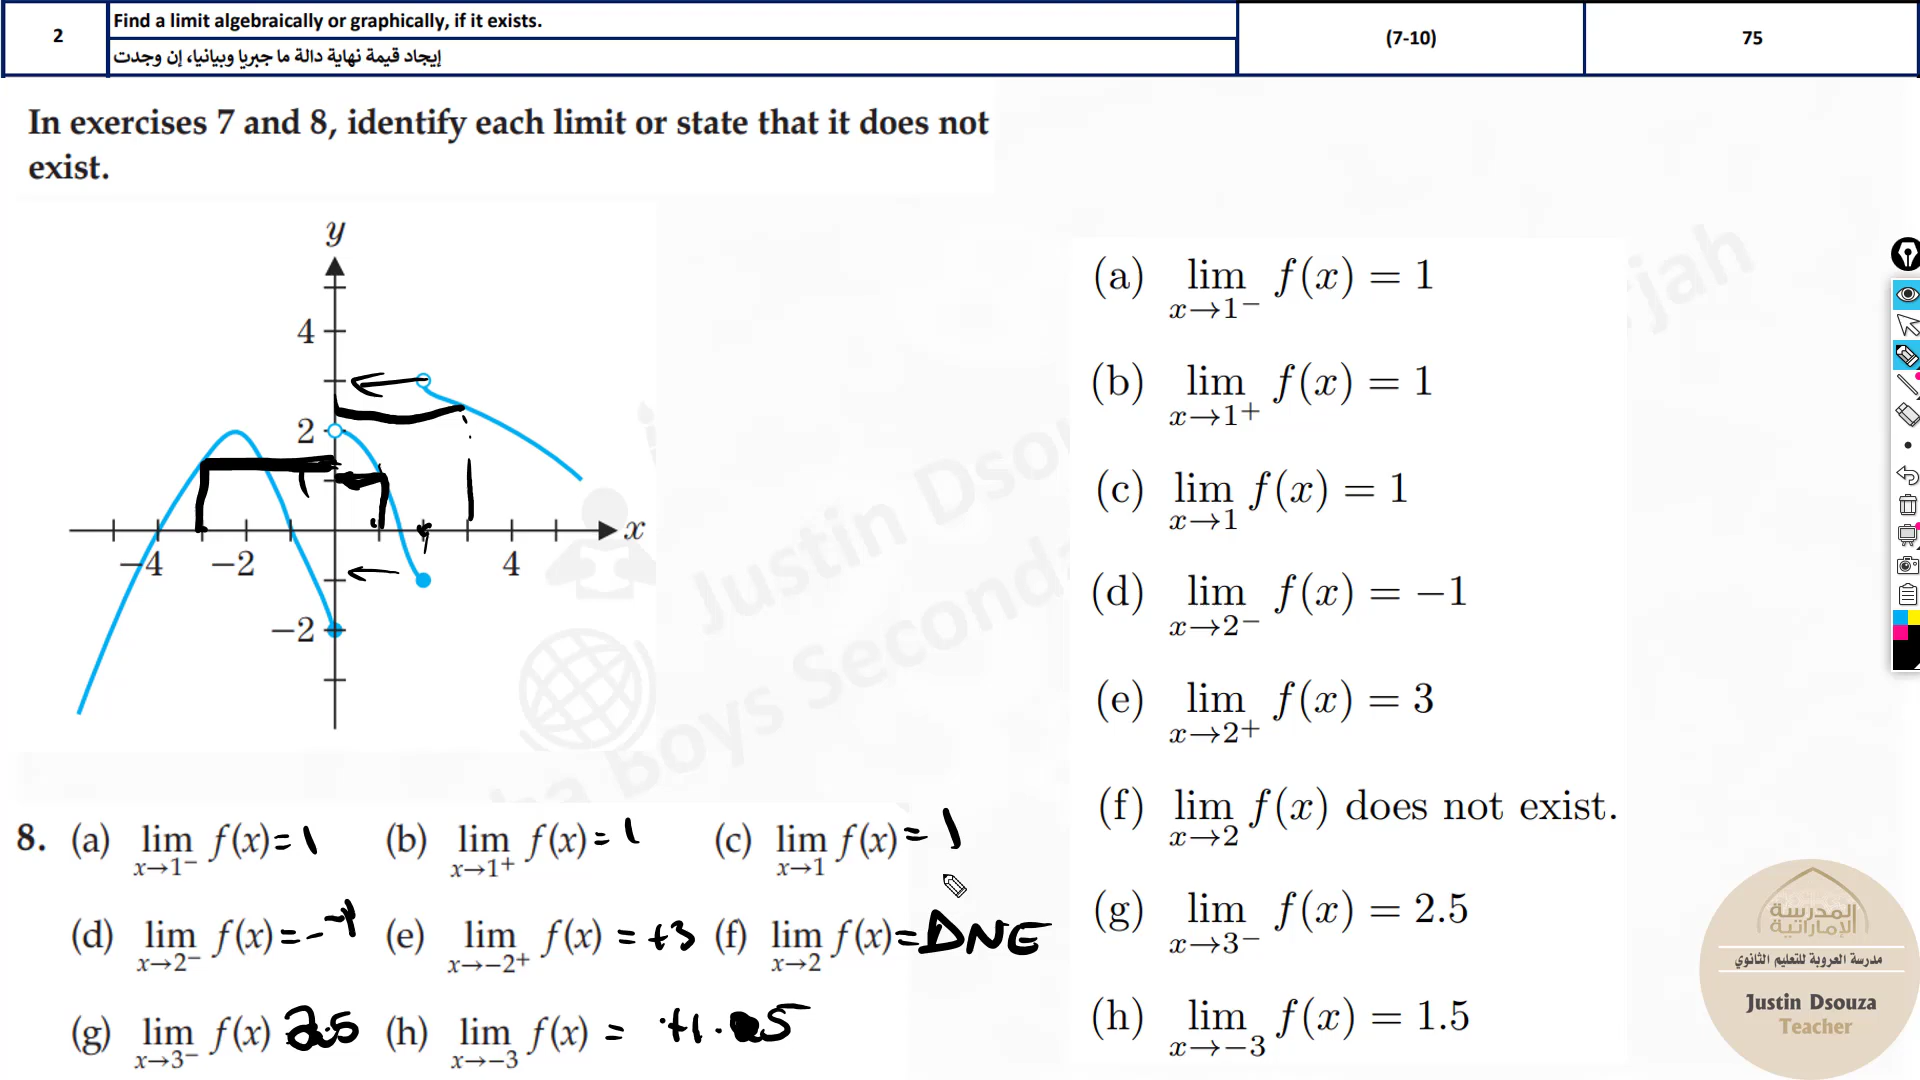 2
Find a limit algebraically or graphically, if it exists.
إيجاد قيمة نهاية دالة ما جبريا وبيانيا، إن وجدت
(7-10)
75
In exercises 7 and 8, identify each limit or state that it does not
exist.
y
4
2
x
−4 −2 4
−2
8. (a) lim x→1⁻ f(x) = 1 (b) lim x→1⁺ f(x) = 1 (c) lim x→1 f(x) = 1
(d) lim x→2⁻ f(x) = -1 (e) lim x→−2⁺ f(x) = +3 (f) lim x→2 f(x) = DNE
(g) lim x→3⁻ f(x) 2.5 (h) lim x→−3 f(x) = +1.5
(a) lim x→1⁻ f(x) = 1
(b) lim x→1⁺ f(x) = 1
(c) lim x→1 f(x) = 1
(d) lim x→2⁻ f(x) = −1
(e) lim x→2⁺ f(x) = 3
(f) lim x→2 f(x) does not exist.
(g) lim x→3⁻ f(x) = 2.5
(h) lim x→−3 f(x) = 1.5
المدرسة
الإماراتية
مدرسة العروبة للتعليم الثانوي
Justin Dsouza
Teacher